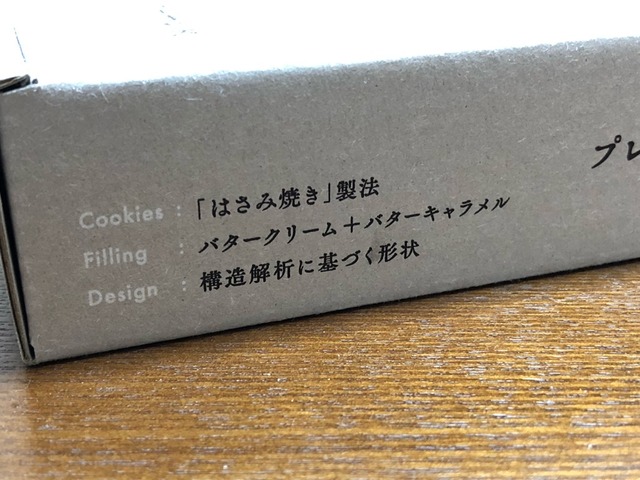 Cookies : 「はさみ焼き」製法
Filling : バタークリーム＋バターキャラメル
Design : 構造解析に基づく形状
プレ